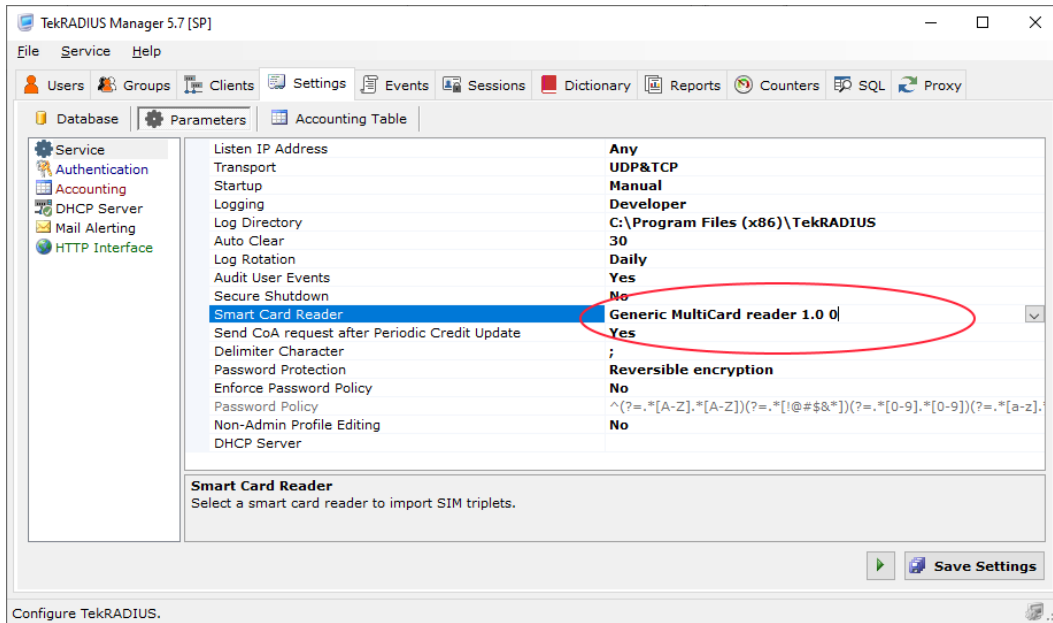 TekRADIUS Manager 5.7 [SP]
File Service Help
Users Groups Clients Settings Events Sessions Dictionary Reports Counters SQL Proxy
Database Parameters Accounting Table
Service
Authentication
Accounting
DHCP Server
Mail Alerting
HTTP Interface
Listen IP Address Any
Transport UDP&TCP
Startup Manual
Logging Developer
Log Directory C:\Program Files (x86)\TekRADIUS
Auto Clear 30
Log Rotation Daily
Audit User Events Yes
Secure Shutdown No
Smart Card Reader Generic MultiCard reader 1.0 0
Send CoA request after Periodic Credit Update Yes
Delimiter Character ;
Password Protection Reversible encryption
Enforce Password Policy No
Password Policy ^(?=.*[A-Z].*[A-Z])(?=.*[!@#$&*])(?=.*[0-9].*[0-9])(?=.*[a-z].*
Non-Admin Profile Editing No
DHCP Server
Smart Card Reader
Select a smart card reader to import SIM triplets.
Save Settings
Configure TekRADIUS.